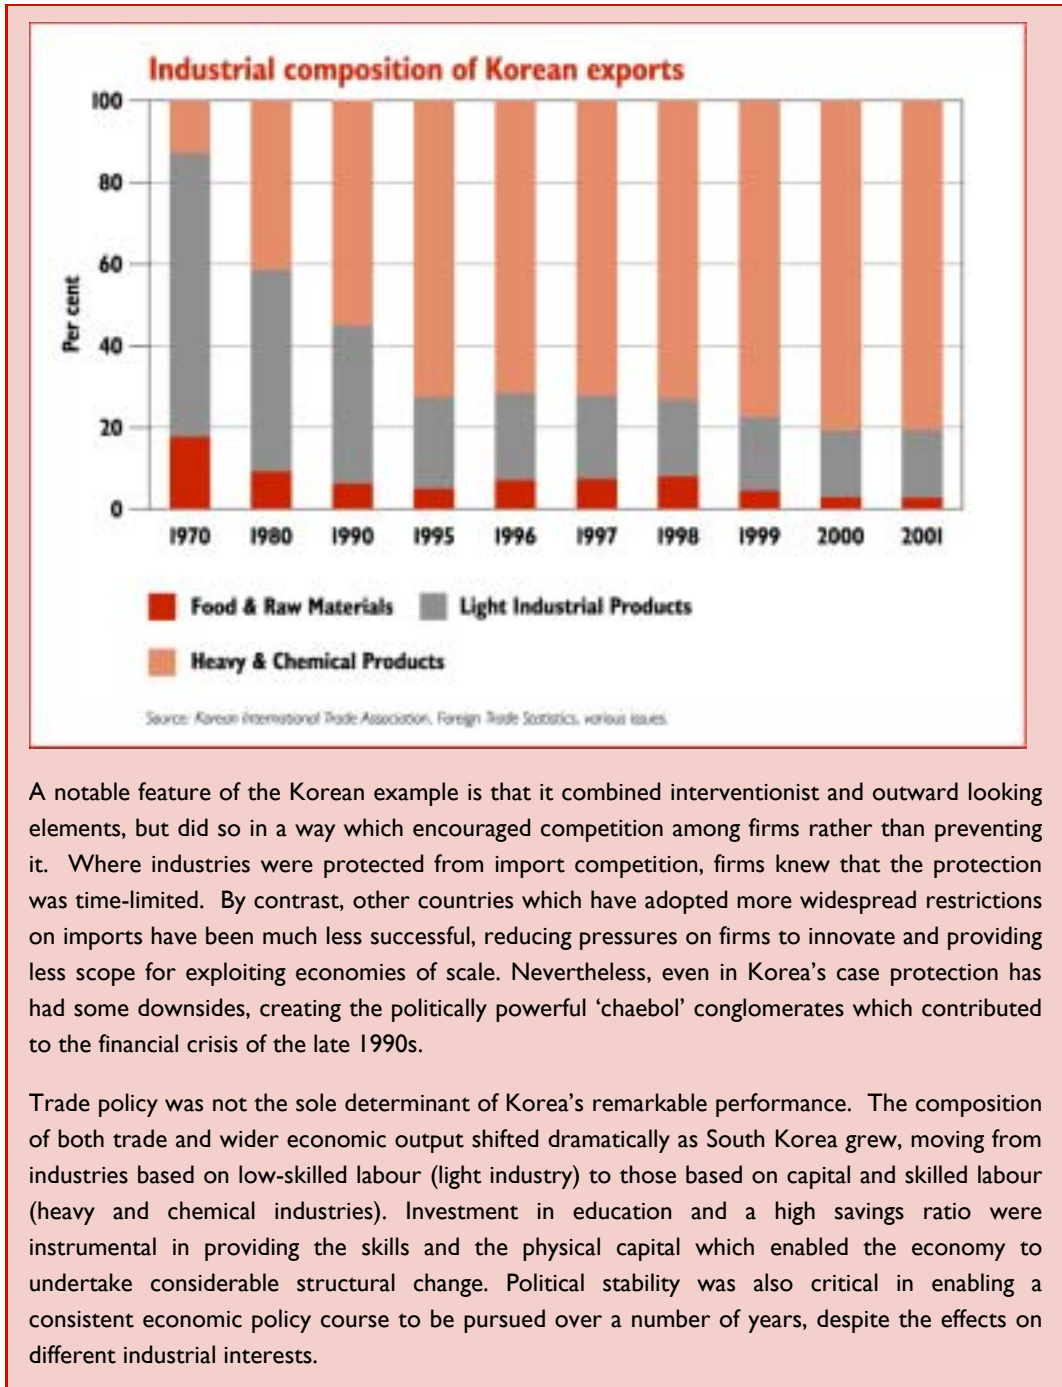 Industrial composition of Korean exports
100
80
60
40
20
0
Per cent
1970 1980 1990 1995 1996 1997 1998 1999 2000 2001
Food & Raw Materials Light Industrial Products
Heavy & Chemical Products
Source: Korean International Trade Association, Foreign Trade Statistics, various issues.
A notable feature of the Korean example is that it combined interventionist and outward looking
elements, but did so in a way which encouraged competition among firms rather than preventing
it. Where industries were protected from import competition, firms knew that the protection
was time-limited. By contrast, other countries which have adopted more widespread restrictions
on imports have been much less successful, reducing pressures on firms to innovate and providing
less scope for exploiting economies of scale. Nevertheless, even in Korea's case protection has
had some downsides, creating the politically powerful 'chaebol' conglomerates which contributed
to the financial crisis of the late 1990s.
Trade policy was not the sole determinant of Korea's remarkable performance. The composition
of both trade and wider economic output shifted dramatically as South Korea grew, moving from
industries based on low-skilled labour (light industry) to those based on capital and skilled labour
(heavy and chemical industries). Investment in education and a high savings ratio were
instrumental in providing the skills and the physical capital which enabled the economy to
undertake considerable structural change. Political stability was also critical in enabling a
consistent economic policy course to be pursued over a number of years, despite the effects on
different industrial interests.